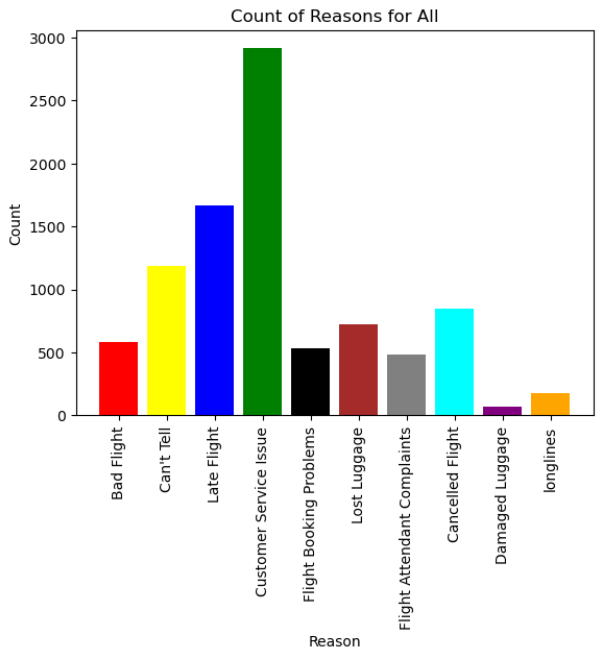 Count of Reasons for All
3000
2500
2000
1500
1000
500
0
Count
Bad Flight
Can't Tell
Late Flight
Customer Service Issue
Flight Booking Problems
Lost Luggage
Flight Attendant Complaints
Cancelled Flight
Damaged Luggage
longlines
Reason